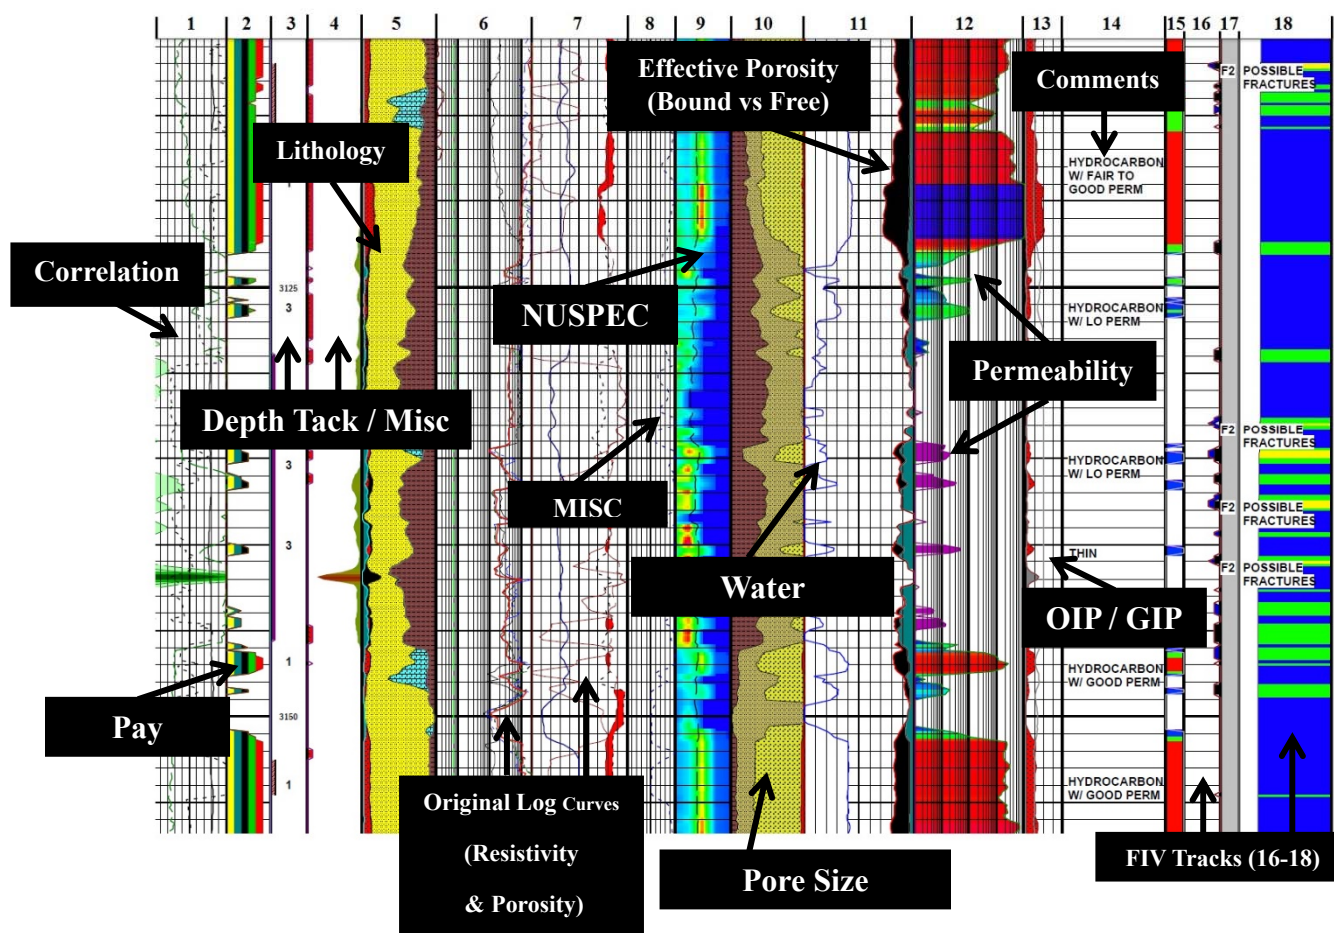 1 2 3 4 5 6 7 8 9 10 11 12 13 14 15 16 17 18
Effective Porosity
(Bound vs Free)
Comments
F2 POSSIBLE
FRACTURES
Lithology
HYDROCARBON
W/ FAIR TO
GOOD PERM
Correlation
3125
3
NUSPEC
HYDROCARBON
W/ LO PERM
Permeability
Depth Tack / Misc
F2 POSSIBLE
FRACTURES
3
HYDROCARBON
W/ LO PERM
MISC
F2 POSSIBLE
FRACTURES
3
THIN
F2 POSSIBLE
FRACTURES
Water
OIP / GIP
1
HYDROCARBON
W/ GOOD PERM
Pay
3150
1
HYDROCARBON
W/ GOOD PERM
Original Log Curves
(Resistivity
& Porosity)
Pore Size
FIV Tracks (16-18)